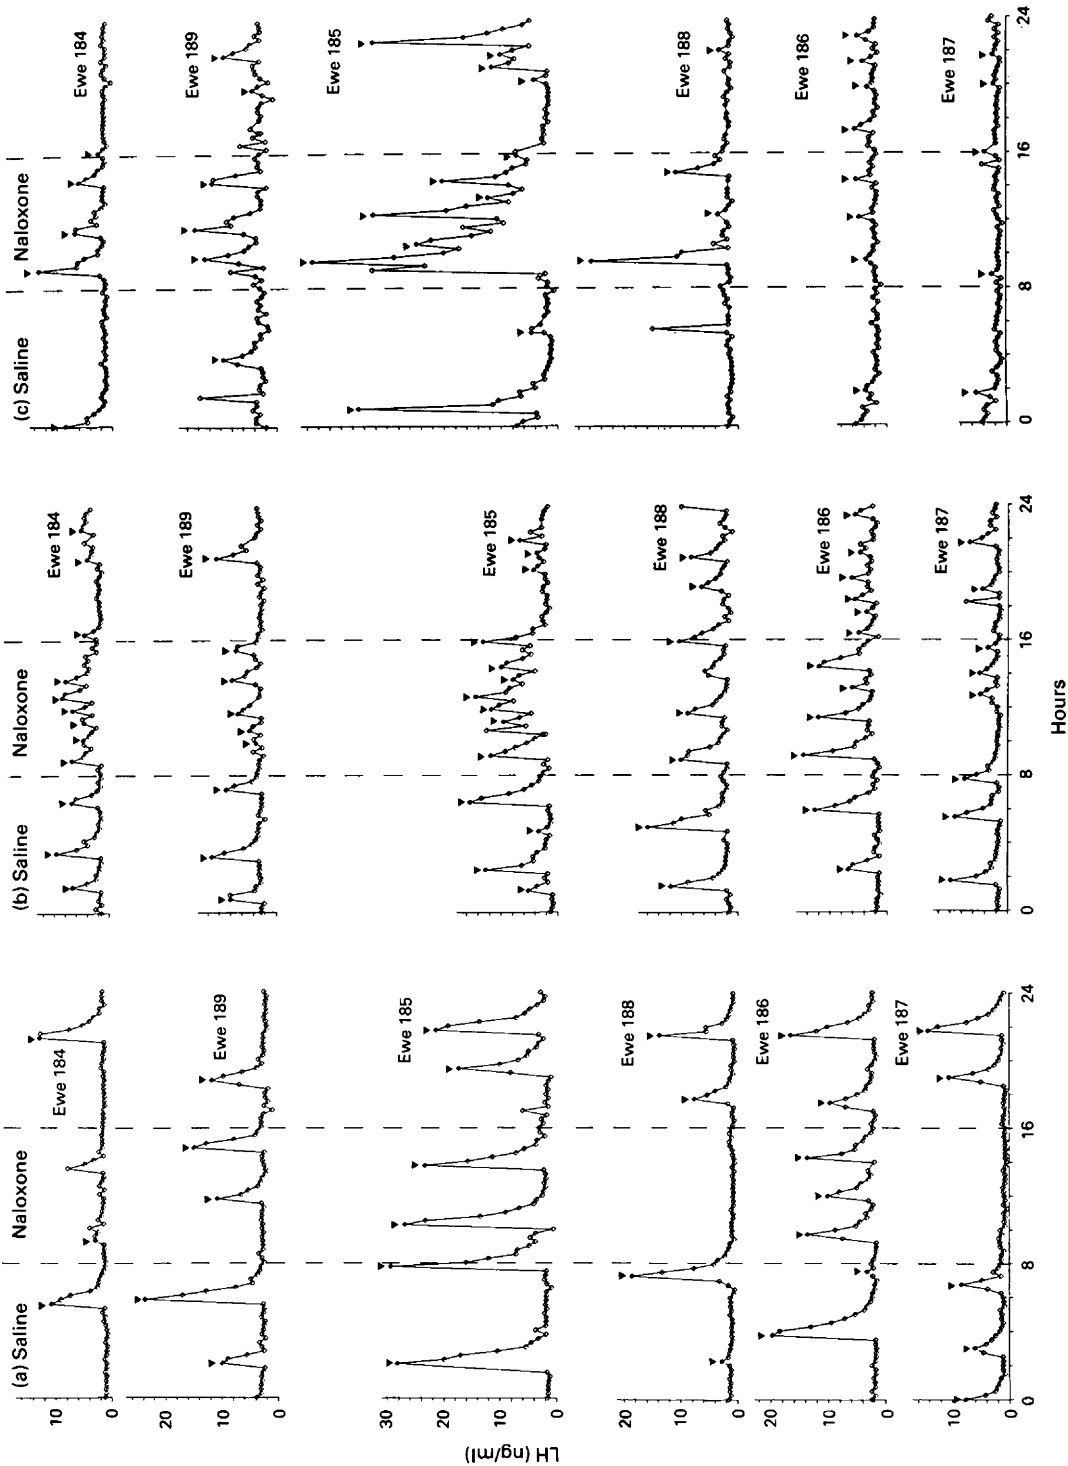 (a) Saline
Naloxone
Ewe 184
10
0
Ewe 189
20
10
0
Ewe 185
30
20
10
0
Ewe 188
20
10
0
Ewe 186
20
10
0
Ewe 187
10
0
0 8 16 24
LH (ng/ml)
(b) Saline
Naloxone
Ewe 184
Ewe 189
Ewe 185
Ewe 188
Ewe 186
Ewe 187
0 8 16 24
Hours
(c) Saline
Naloxone
Ewe 184
Ewe 189
Ewe 185
Ewe 188
Ewe 186
Ewe 187
0 8 16 24